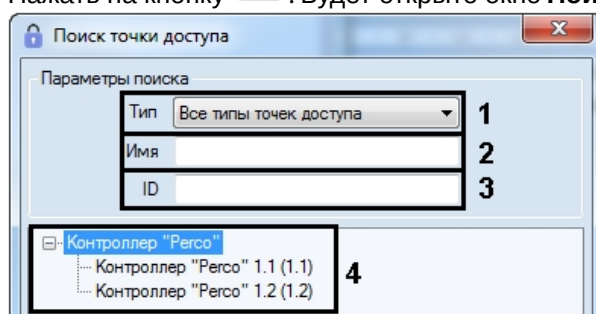 Нажать на кнопку . Будет открыто окно Пои
Поиск точки доступа
Параметры поиска
Тип Все типы точек доступа 1
Имя 2
ID 3
Контроллер "Perco"
Контроллер "Perco" 1.1 (1.1) 4
Контроллер "Perco" 1.2 (1.2)